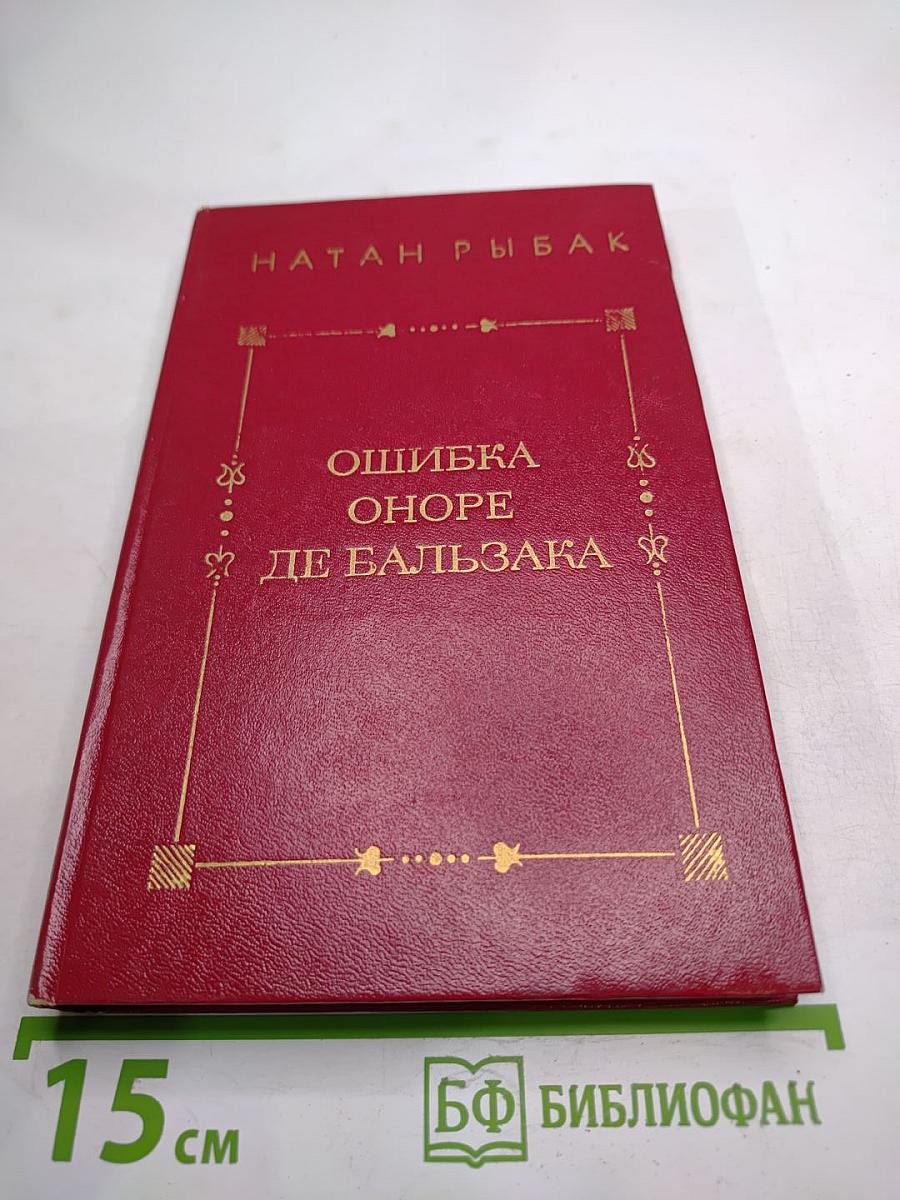 НАТАН РЫБАК
ОШИБКА
ОНОРЕ
ДЕ БАЛЬЗАКА
15 см
БФ БИБЛИОФАН